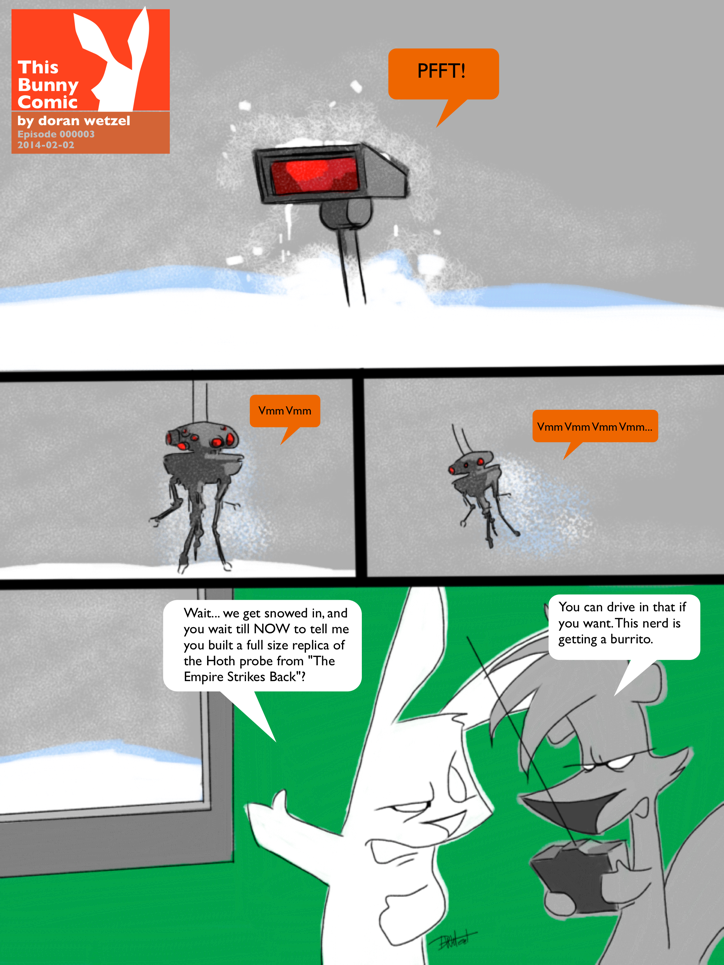 This
Bunny
Comic
by doran wetzel
Episode 000003
2014-02-02
PFFT!
Vmm Vmm
Vmm Vmm Vmm Vmm...
Wait... we get snowed in, and
you wait till NOW to tell me
you built a full size replica of
the Hoth probe from "The
Empire Strikes Back"?
You can drive in that if
you want. This nerd is
getting a burrito.